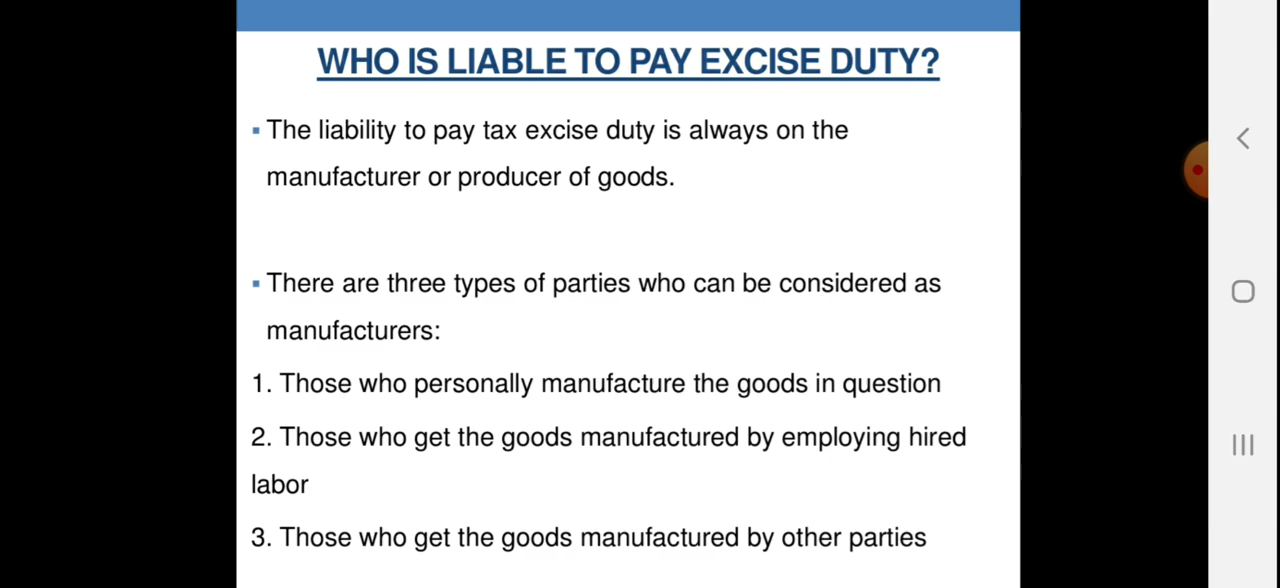 WHO IS LIABLE TO PAY EXCISE DUTY?
▪ The liability to pay tax excise duty is always on the
manufacturer or producer of goods.
▪ There are three types of parties who can be considered as
manufacturers:
1. Those who personally manufacture the goods in question
2. Those who get the goods manufactured by employing hired
labor
3. Those who get the goods manufactured by other parties